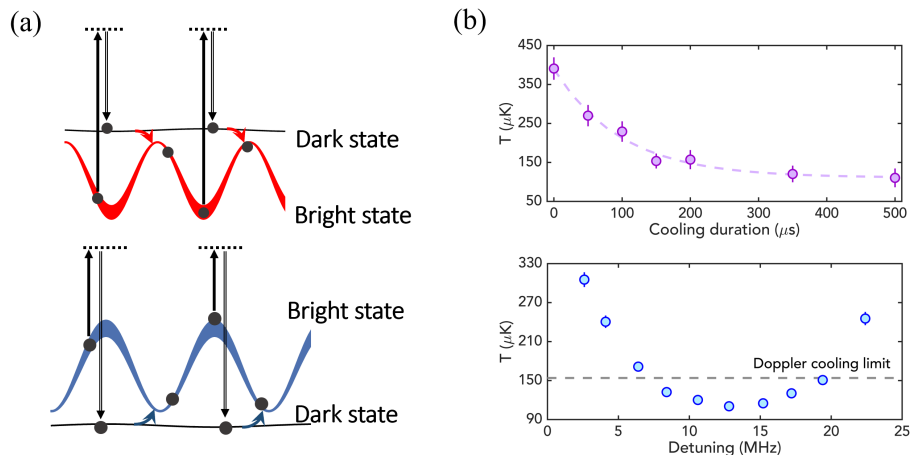 (a)
Dark state
Bright state
Bright state
Dark state
(b)
T (μK)
450
350
250
150
50
0
100
200
300
400
500
Cooling duration (μs)
T (μK)
330
270
210
150
90
Doppler cooling limit
0
5
10
15
20
25
Detuning (MHz)